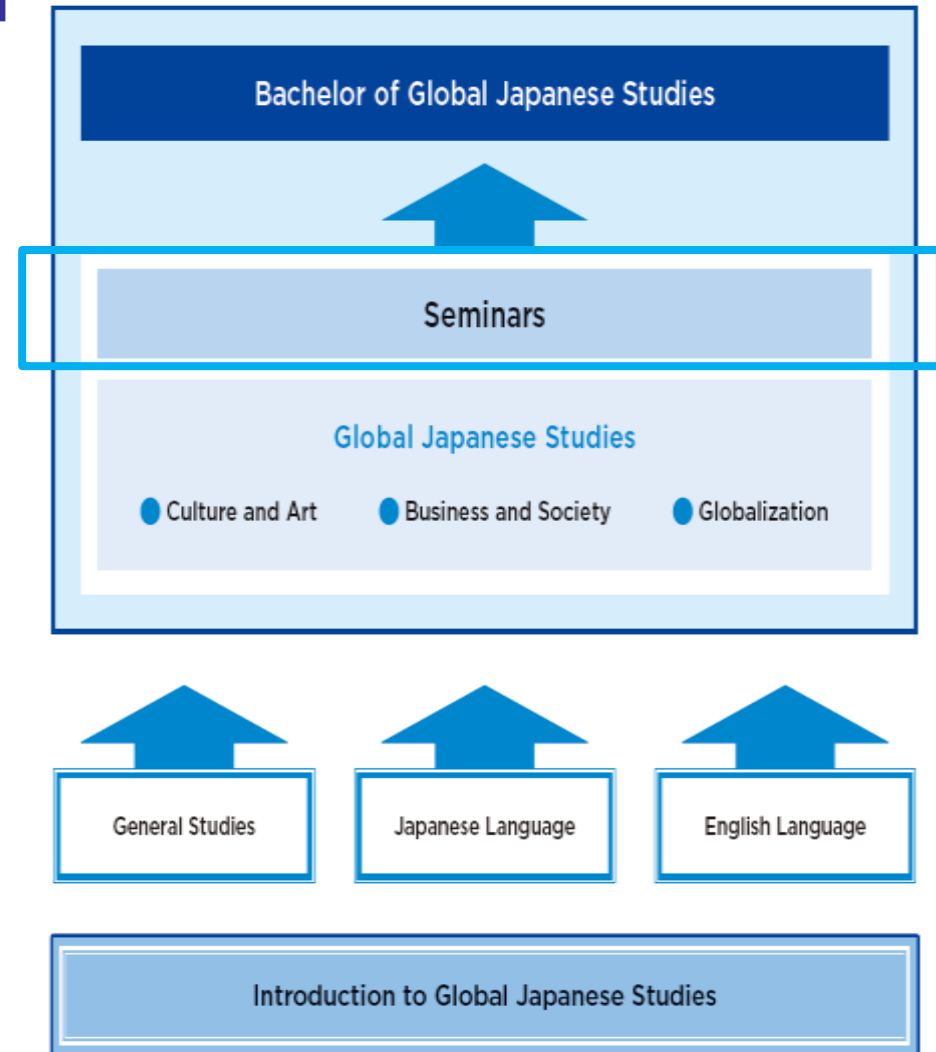 Bachelor of Global Japanese Studies
Seminars
Global Japanese Studies
Culture and Art
Business and Society
Globalization
General Studies
Japanese Language
English Language
Introduction to Global Japanese Studies